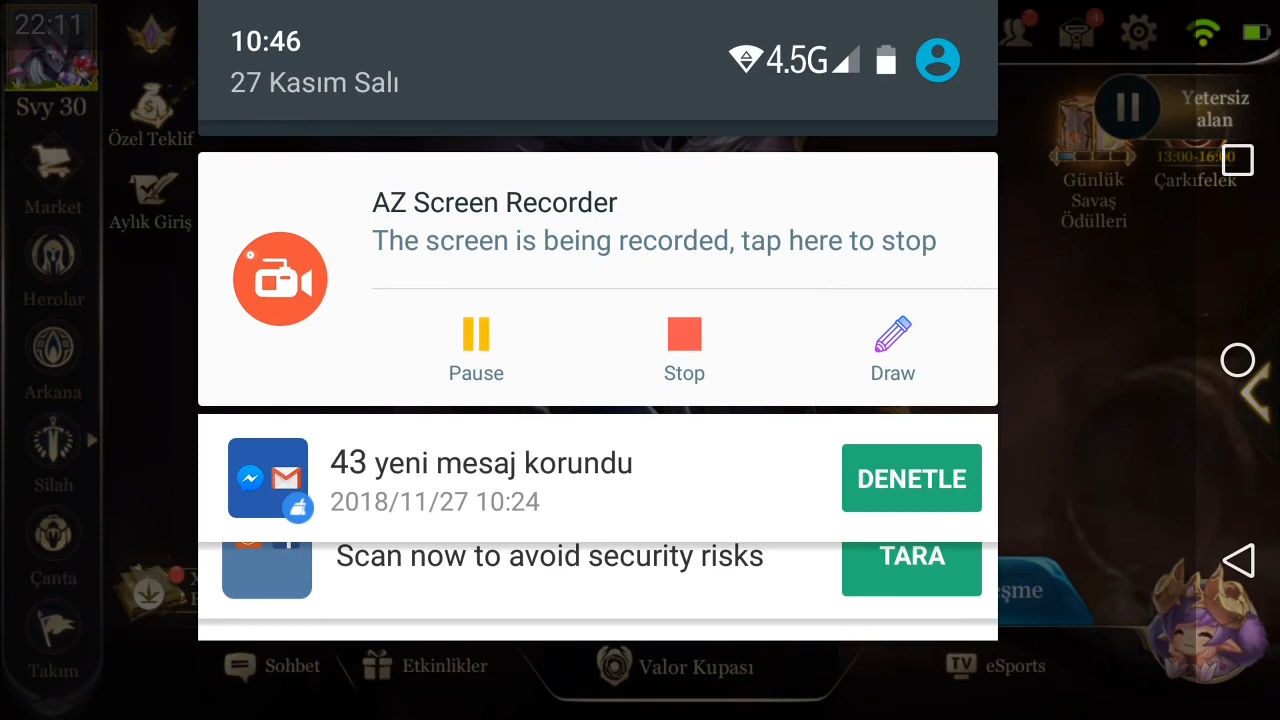 22:11
10:46
27 Kasım Salı
4.5G
4
Svy 30
Özel Teklif
Market
Aylık Giriş
Herolar
Arkana
Silah
Çanta
Takım
Yetersiz
alan
13:00-16:00
Günlük
Savaş
Ödülleri
Çarkıfelek
AZ Screen Recorder
The screen is being recorded, tap here to stop
Pause
Stop
Draw
43 yeni mesaj korundu
2018/11/27 10:24
DENETLE
Scan now to avoid security risks
TARA
eşme
Sohbet
Etkinlikler
Valor Kupası
TV
eSports